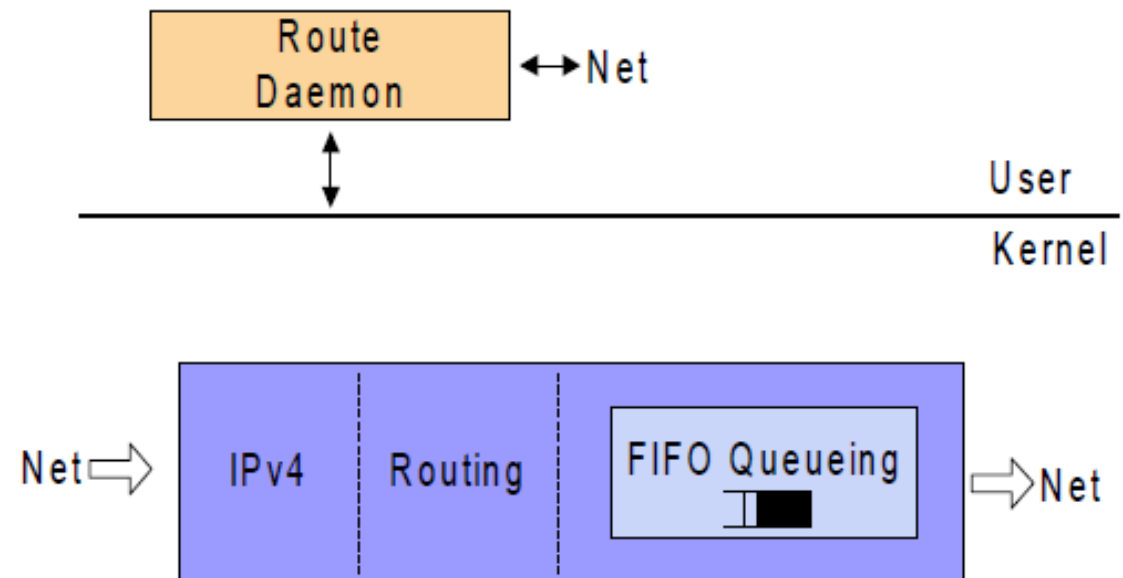 Route
Daemon
Net
User
Kernel
Net
IPv4
Routing
FIFO Queueing
Net